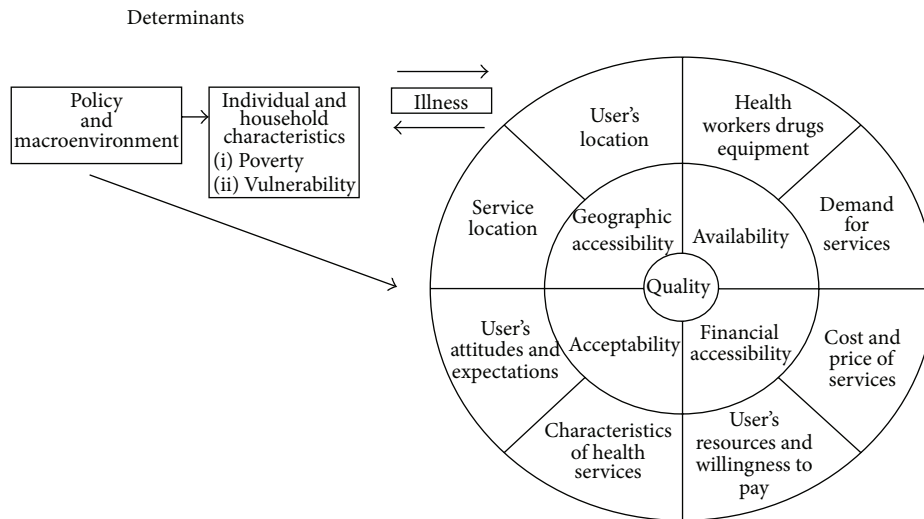 Determinants
Policy
and
macroenvironment
Individual and
household
characteristics
(i) Poverty
(ii) Vulnerability
Illness
User’s
location
Health
workers drugs
equipment
Service
location
Demand
for
services
Geographic
accessibility
Availability
Quality
Acceptability
Financial
accessibility
User’s
attitudes and
expectations
Cost and
price of
services
Characteristics
of health
services
User’s
resources and
willingness to
pay